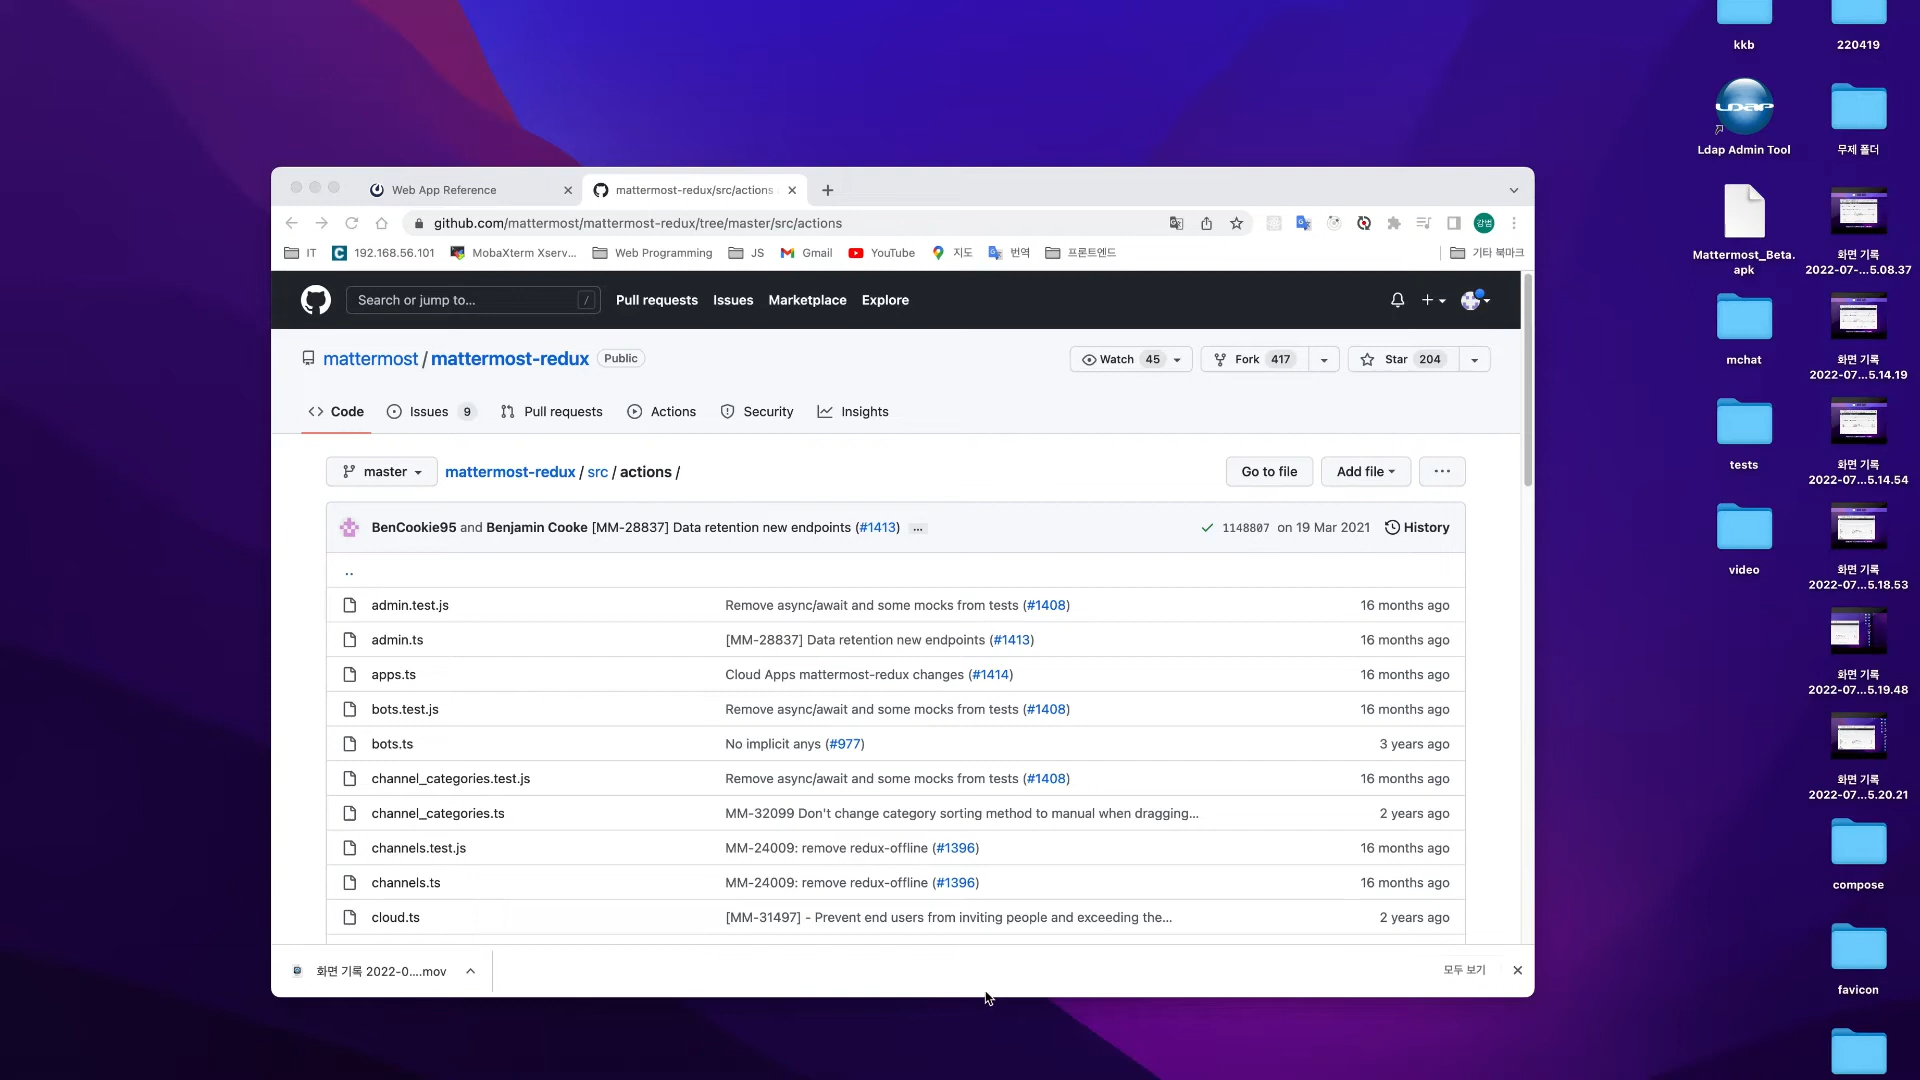 Web App Reference
mattermost-redux/src/actions
github.com/mattermost/mattermost-redux/tree/master/src/actions
강범
IT
192.168.56.101
MobaXterm Xserv...
Web Programming
JS
Gmail
YouTube
지도
번역
프론트엔드
기타 북마크
Search or jump to...
/
Pull requests
Issues
Marketplace
Explore
mattermost / mattermost-redux
Public
Watch 45
Fork 417
Star 204
Code
Issues 9
Pull requests
Actions
Security
Insights
master
mattermost-redux / src / actions /
Go to file
Add file
...
BenCookie95 and Benjamin Cooke [MM-28837] Data retention new endpoints (#1413) ...
1148807 on 19 Mar 2021
History
..
admin.test.js Remove async/await and some mocks from tests (#1408) 16 months ago
admin.ts [MM-28837] Data retention new endpoints (#1413) 16 months ago
apps.ts Cloud Apps mattermost-redux changes (#1414) 16 months ago
bots.test.js Remove async/await and some mocks from tests (#1408) 16 months ago
bots.ts No implicit anys (#977) 3 years ago
channel_categories.test.js Remove async/await and some mocks from tests (#1408) 16 months ago
channel_categories.ts MM-32099 Don't change category sorting method to manual when dragging... 2 years ago
channels.test.js MM-24009: remove redux-offline (#1396) 16 months ago
channels.ts MM-24009: remove redux-offline (#1396) 16 months ago
cloud.ts [MM-31497] - Prevent end users from inviting people and exceeding the... 2 years ago
화면 기록 2022-0....mov
모두 보기
kkb
220419
LDAP
Ldap Admin Tool
무제 폴더
Mattermost_Beta.
apk
화면 기록
2022-07-...5.08.37
mchat
화면 기록
2022-07...5.14.19
tests
화면 기록
2022-07...5.14.54
video
화면 기록
2022-07...5.18.53
화면 기록
2022-07...5.19.48
화면 기록
2022-07...5.20.21
compose
favicon